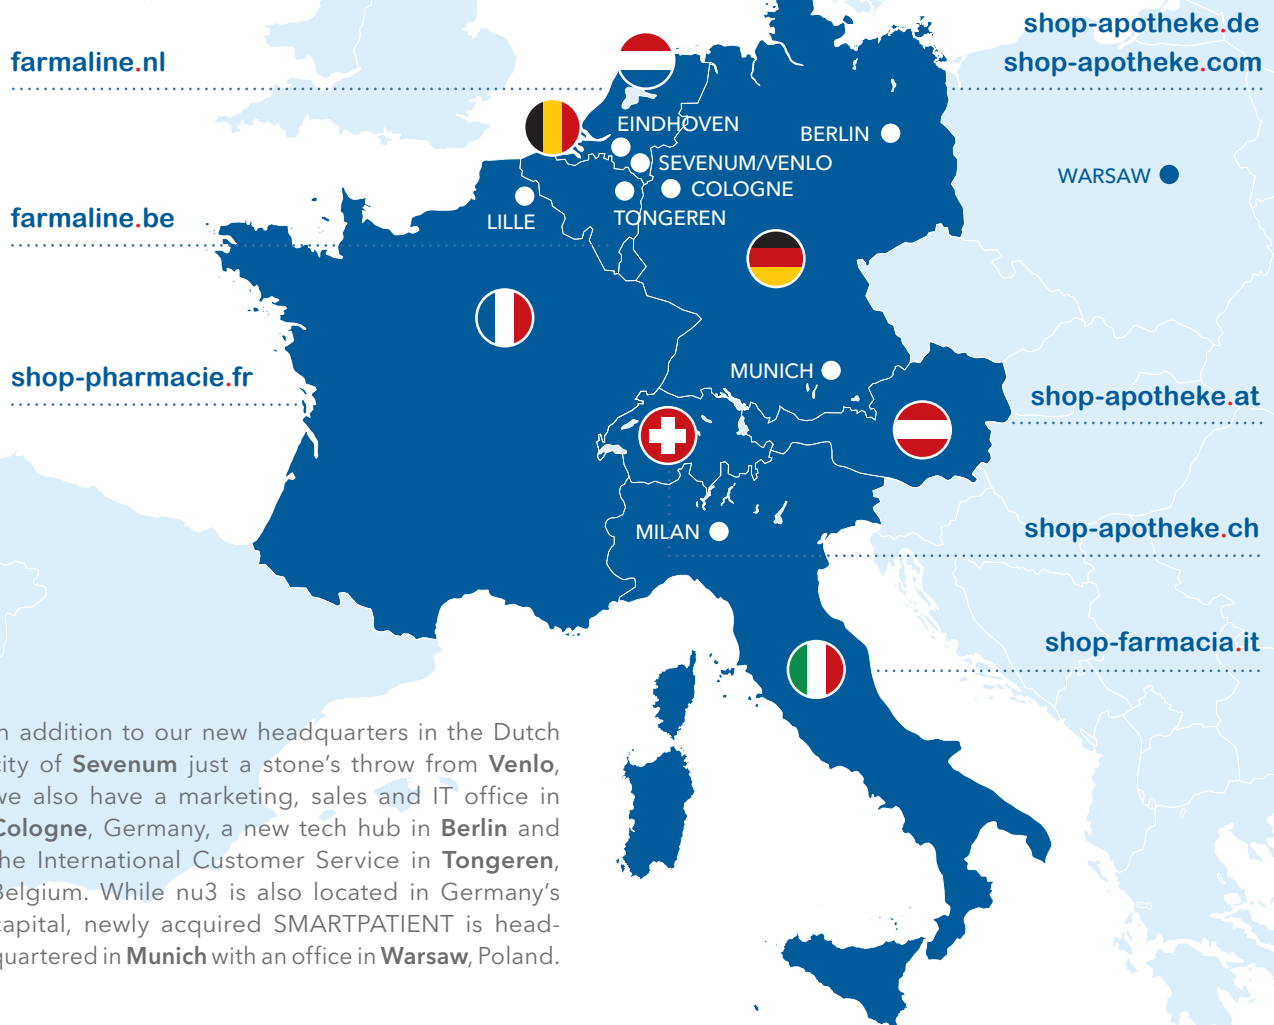 shop-apotheke.de
farmaline.nl
shop-apotheke.com
EINDHOVEN
BERLIN
SEVENUM/VENLO
WARSAW
COLOGNE
farmaline.be
LILLE
TONGEREN
MUNICH
shop-pharmacie.fr
shop-apotheke.at
shop-apotheke.ch
MILAN
shop-farmacia.it
n addition to our new headquarters in the Dutch
city of Sevenum just a stone's throw from Venlo,
we also have a marketing, sales and IT office in
Cologne, Germany, a new tech hub in Berlin and
the International Customer Service in Tongeren,
Belgium. While nu3 is also located in Germany's
capital, newly acquired SMARTPATIENT is head-
quartered in Munich with an office in Warsaw, Poland.